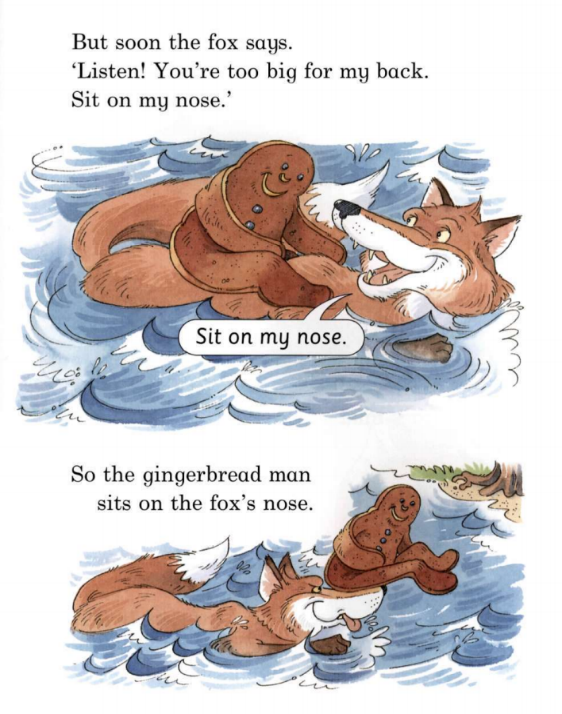 But soon the fox says.
‘Listen! You’re too big for my back.
Sit on my nose.’
Sit on my nose.
So the gingerbread man
sits on the fox’s nose.